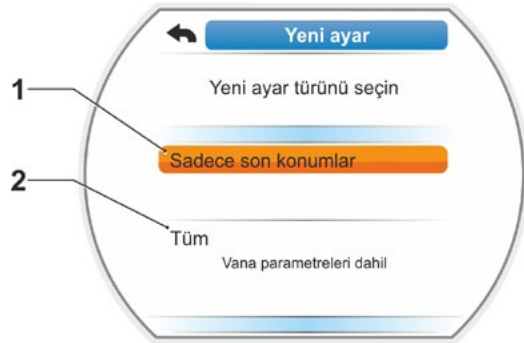 Yeni ayar
Yeni ayar türünü seçin
1
Sadece son konumlar
2
Tüm
Vana parametreleri dahil